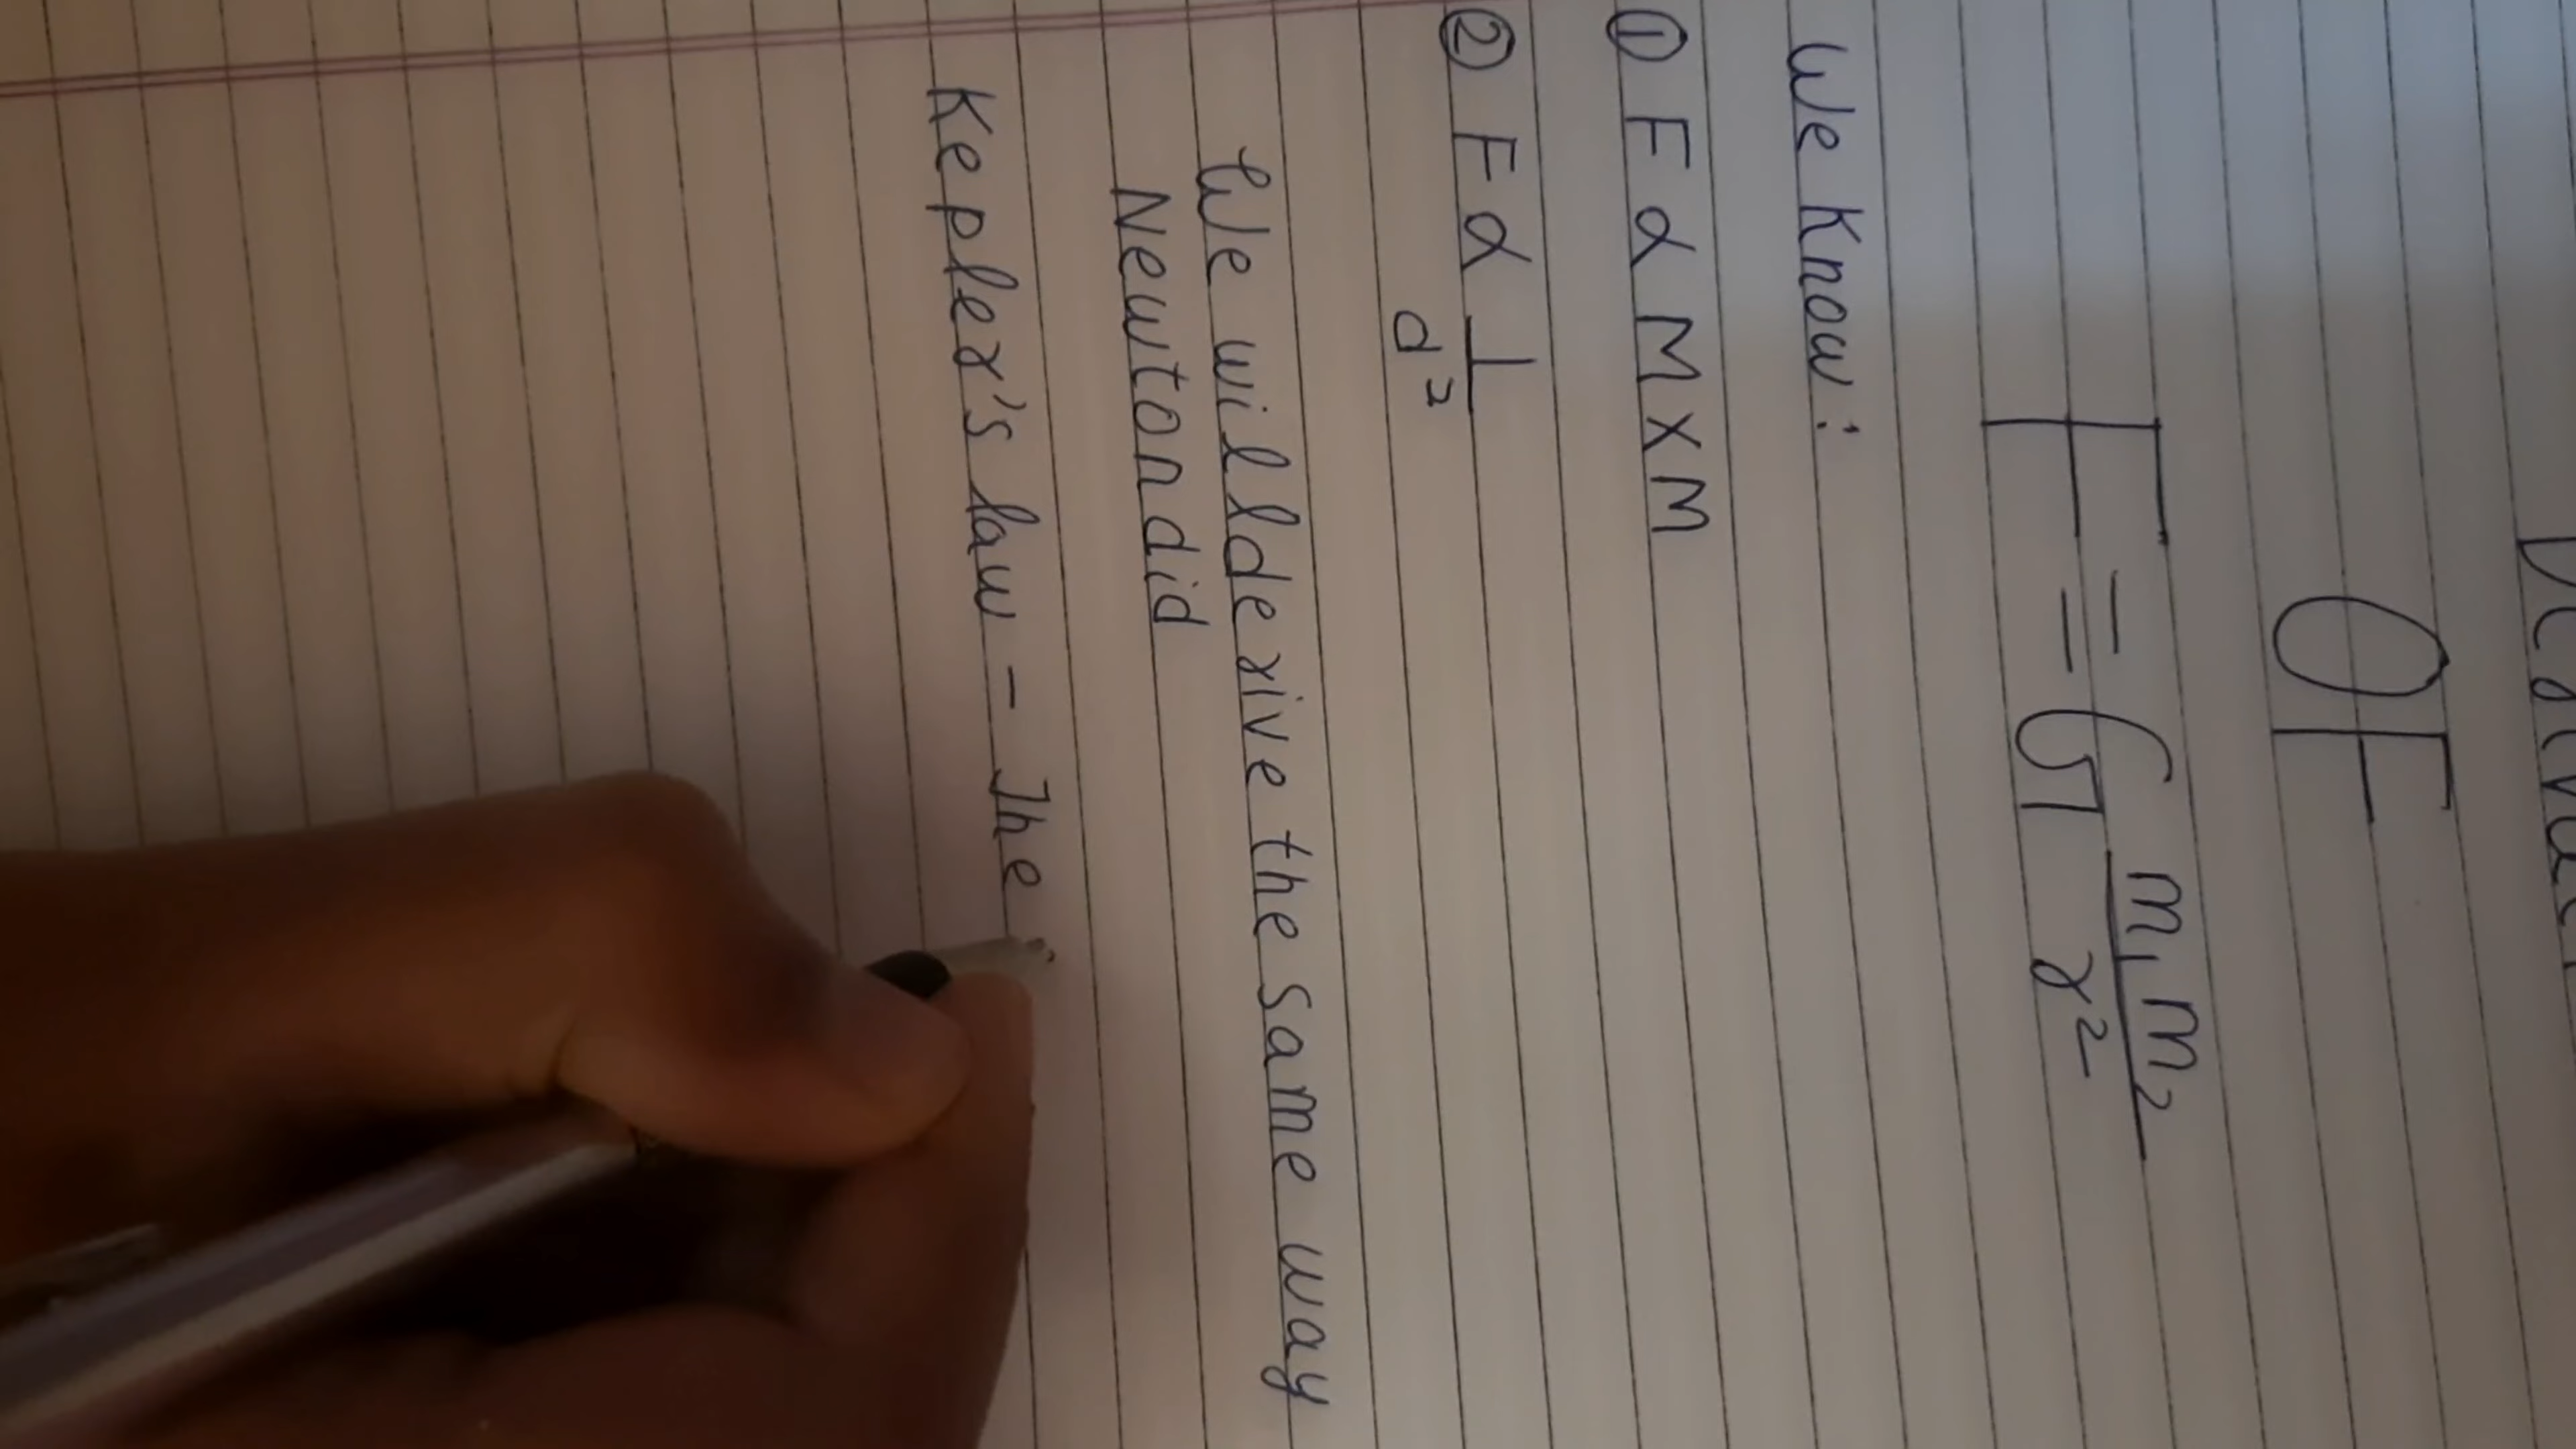 OF
F = G m₁m₂ / r²
We Know:
① F α M X M
② F α 1 / d²
We will derive the same way
Newton did
Kepler's law - The